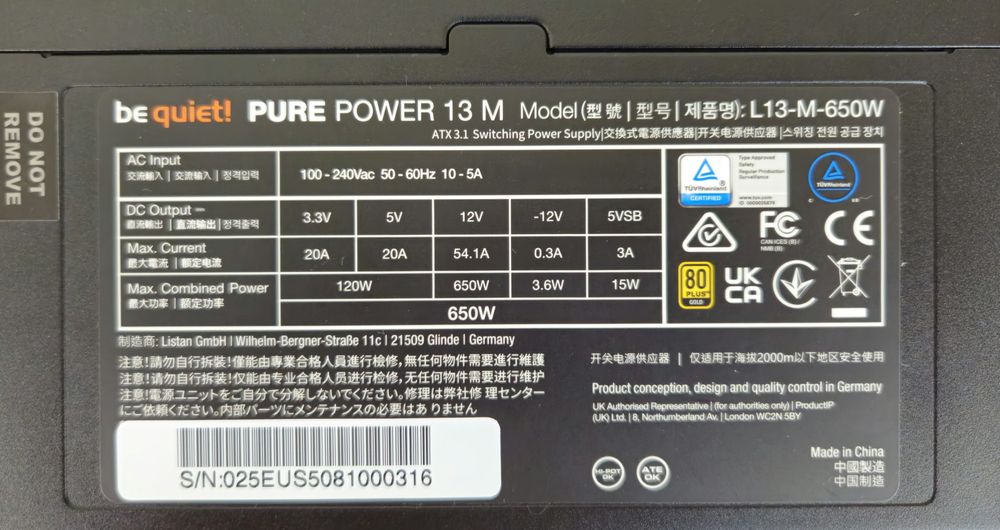 DO NOT
REMOVE
be quiet! PURE POWER 13 M Model (型號 | 型号 | 제품명): L13-M-650W
ATX 3.1 Switching Power Supply|交換式電源供應器|开关电源供应器|스위칭 전원 공급 장치
AC Input
交流輸入 | 交流输入 | 정격입력
100 - 240Vac 50 - 60Hz 10 - 5A
DC Output
直流輸出 | 直流输出 | 정격출력
3.3V 5V 12V -12V 5VSB
Max. Current
最大電流 | 额定电流
20A 20A 54.1A 0.3A 3A
Max. Combined Power
最大功率 | 额定功率
120W 650W 3.6W 15W
650W
TÜVRheinland
CERTIFIED
Type Approved
Safety
Regular Production
Surveillance
www.tuv.com
TÜVRheinland
FC
CAN ICES (B) /
NMB (B)
CE
80
PLUS
GOLD
UK
CA
制造商: Listan GmbH | Wilhelm-Bergner-Straße 11c | 21509 Glinde | Germany
注意!請勿自行拆裝!僅能由專業合格人員進行檢修,無任何物件需要進行維護
注意!请勿自行拆装!仅能由专业合格人员进行检修,无任何物件需要进行维护
注意!電源ユニットをご自分で分解しないでください。修理は弊社修 理センター
にご依頼ください。内部パーツにメンテナンスの必要はあ りません
S/N:025EUS5081000316
开关电源供应器 | 仅适用于海拔2000m以下地区安全使用
Product conception, design and quality control in Germany
UK Authorised Representative | (for authorities only) | ProductIP
(UK) Ltd. | 8, Northumberland Av. | London WC2N 5BY
HI-POT
OK
ATE
OK
Made in China
中國製造
中国制造